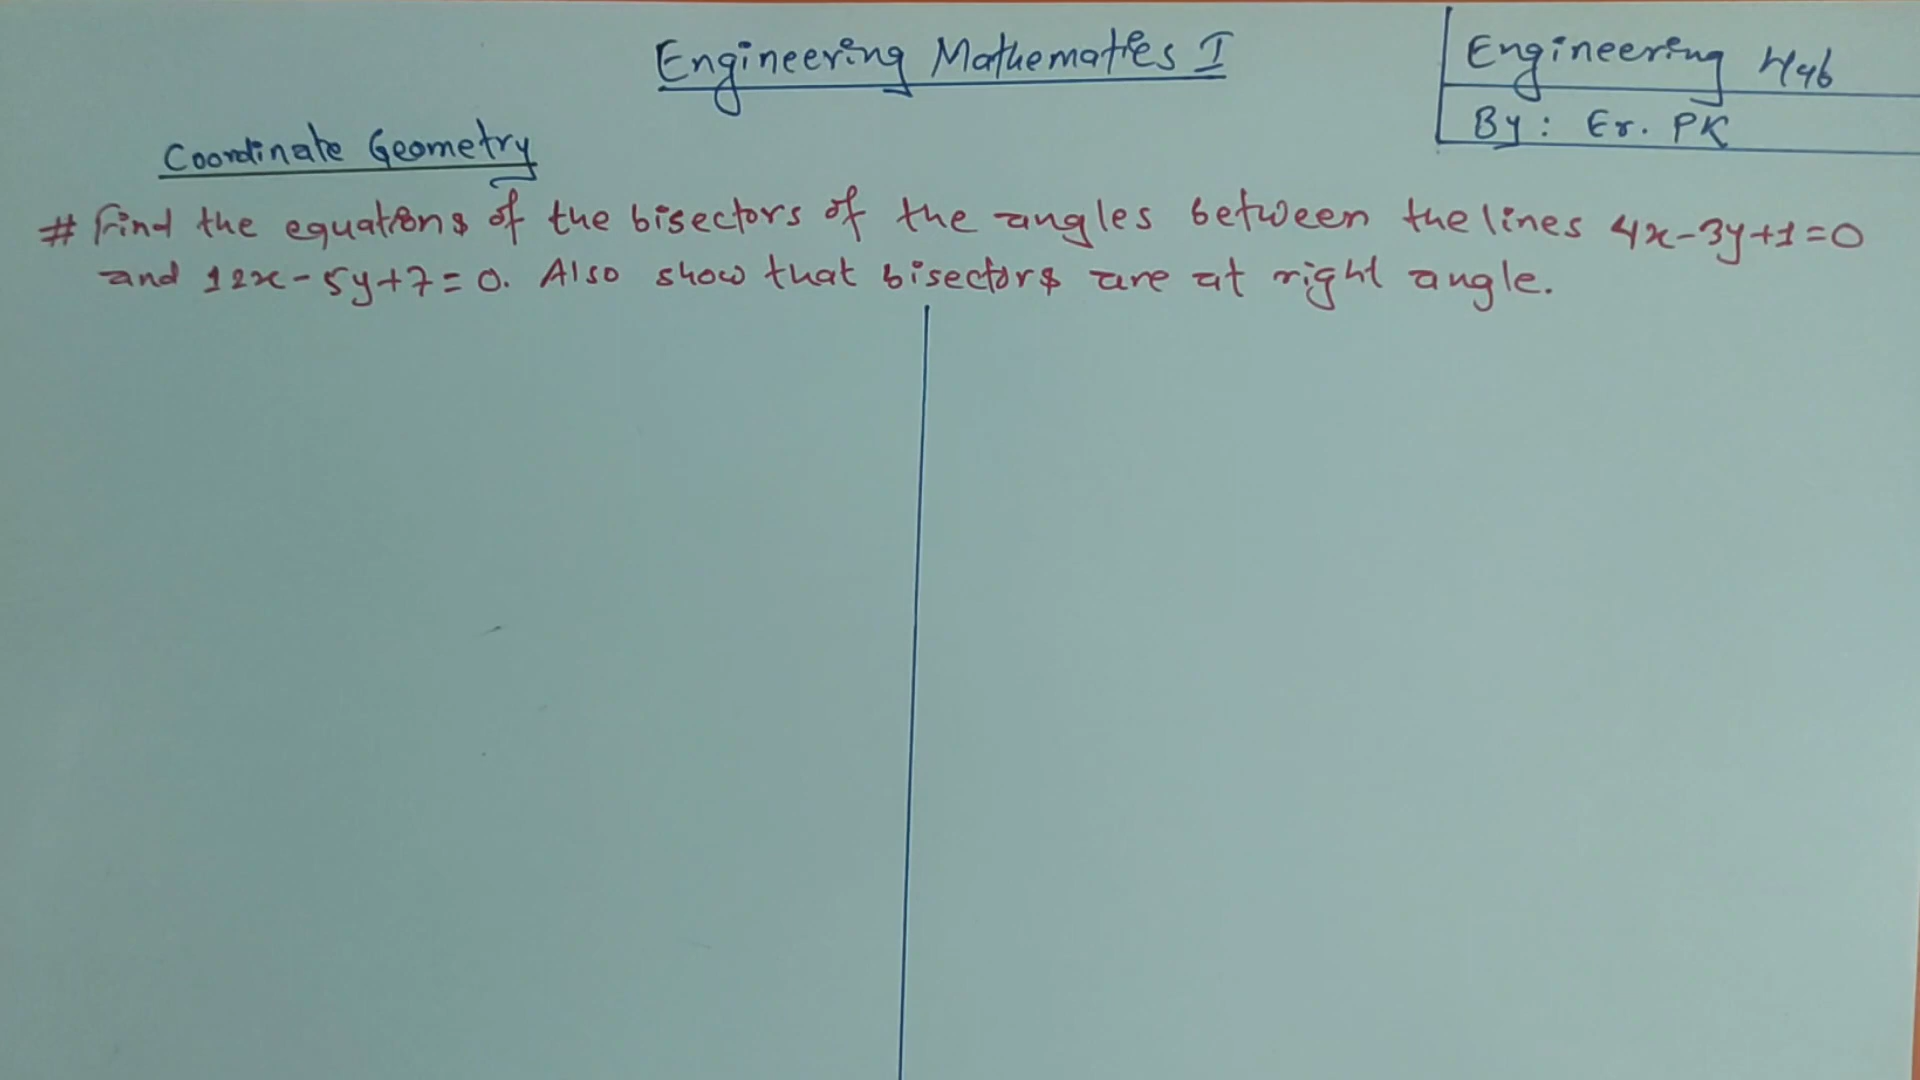 Engineering Mathematics I
Engineering Hub
By: Er. PK
Coordinate Geometry
# Find the equations of the bisectors of the angles between the lines 4x-3y+1=0
and 12x-5y+7=0. Also show that bisectors are at right angle.